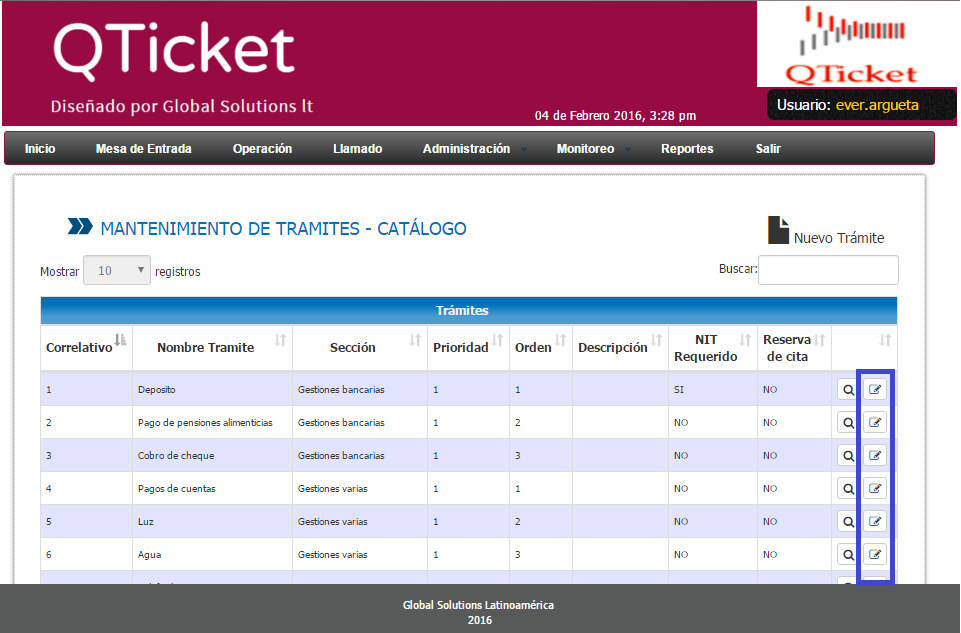 QTicket
Diseñado por Global Solutions lt
04 de Febrero 2016, 3:28 pm
QTicket
Usuario: ever.argueta
Inicio Mesa de Entrada Operación Llamado Administración Monitoreo Reportes Salir
MANTENIMIENTO DE TRAMITES - CATÁLOGO
Nuevo Trámite
Mostrar 10 registros Buscar:
Trámites
Correlativo Nombre Tramite Sección Prioridad Orden Descripción NIT Requerido Reserva de cita
1 Deposito Gestiones bancarias 1 1 SI NO
2 Pago de pensiones alimenticias Gestiones bancarias 1 2 NO NO
3 Cobro de cheque Gestiones bancarias 1 3 NO NO
4 Pagos de cuentas Gestiones varias 1 1 NO NO
5 Luz Gestiones varias 1 2 NO NO
6 Agua Gestiones varias 1 3 NO NO
Global Solutions Latinoamérica
2016